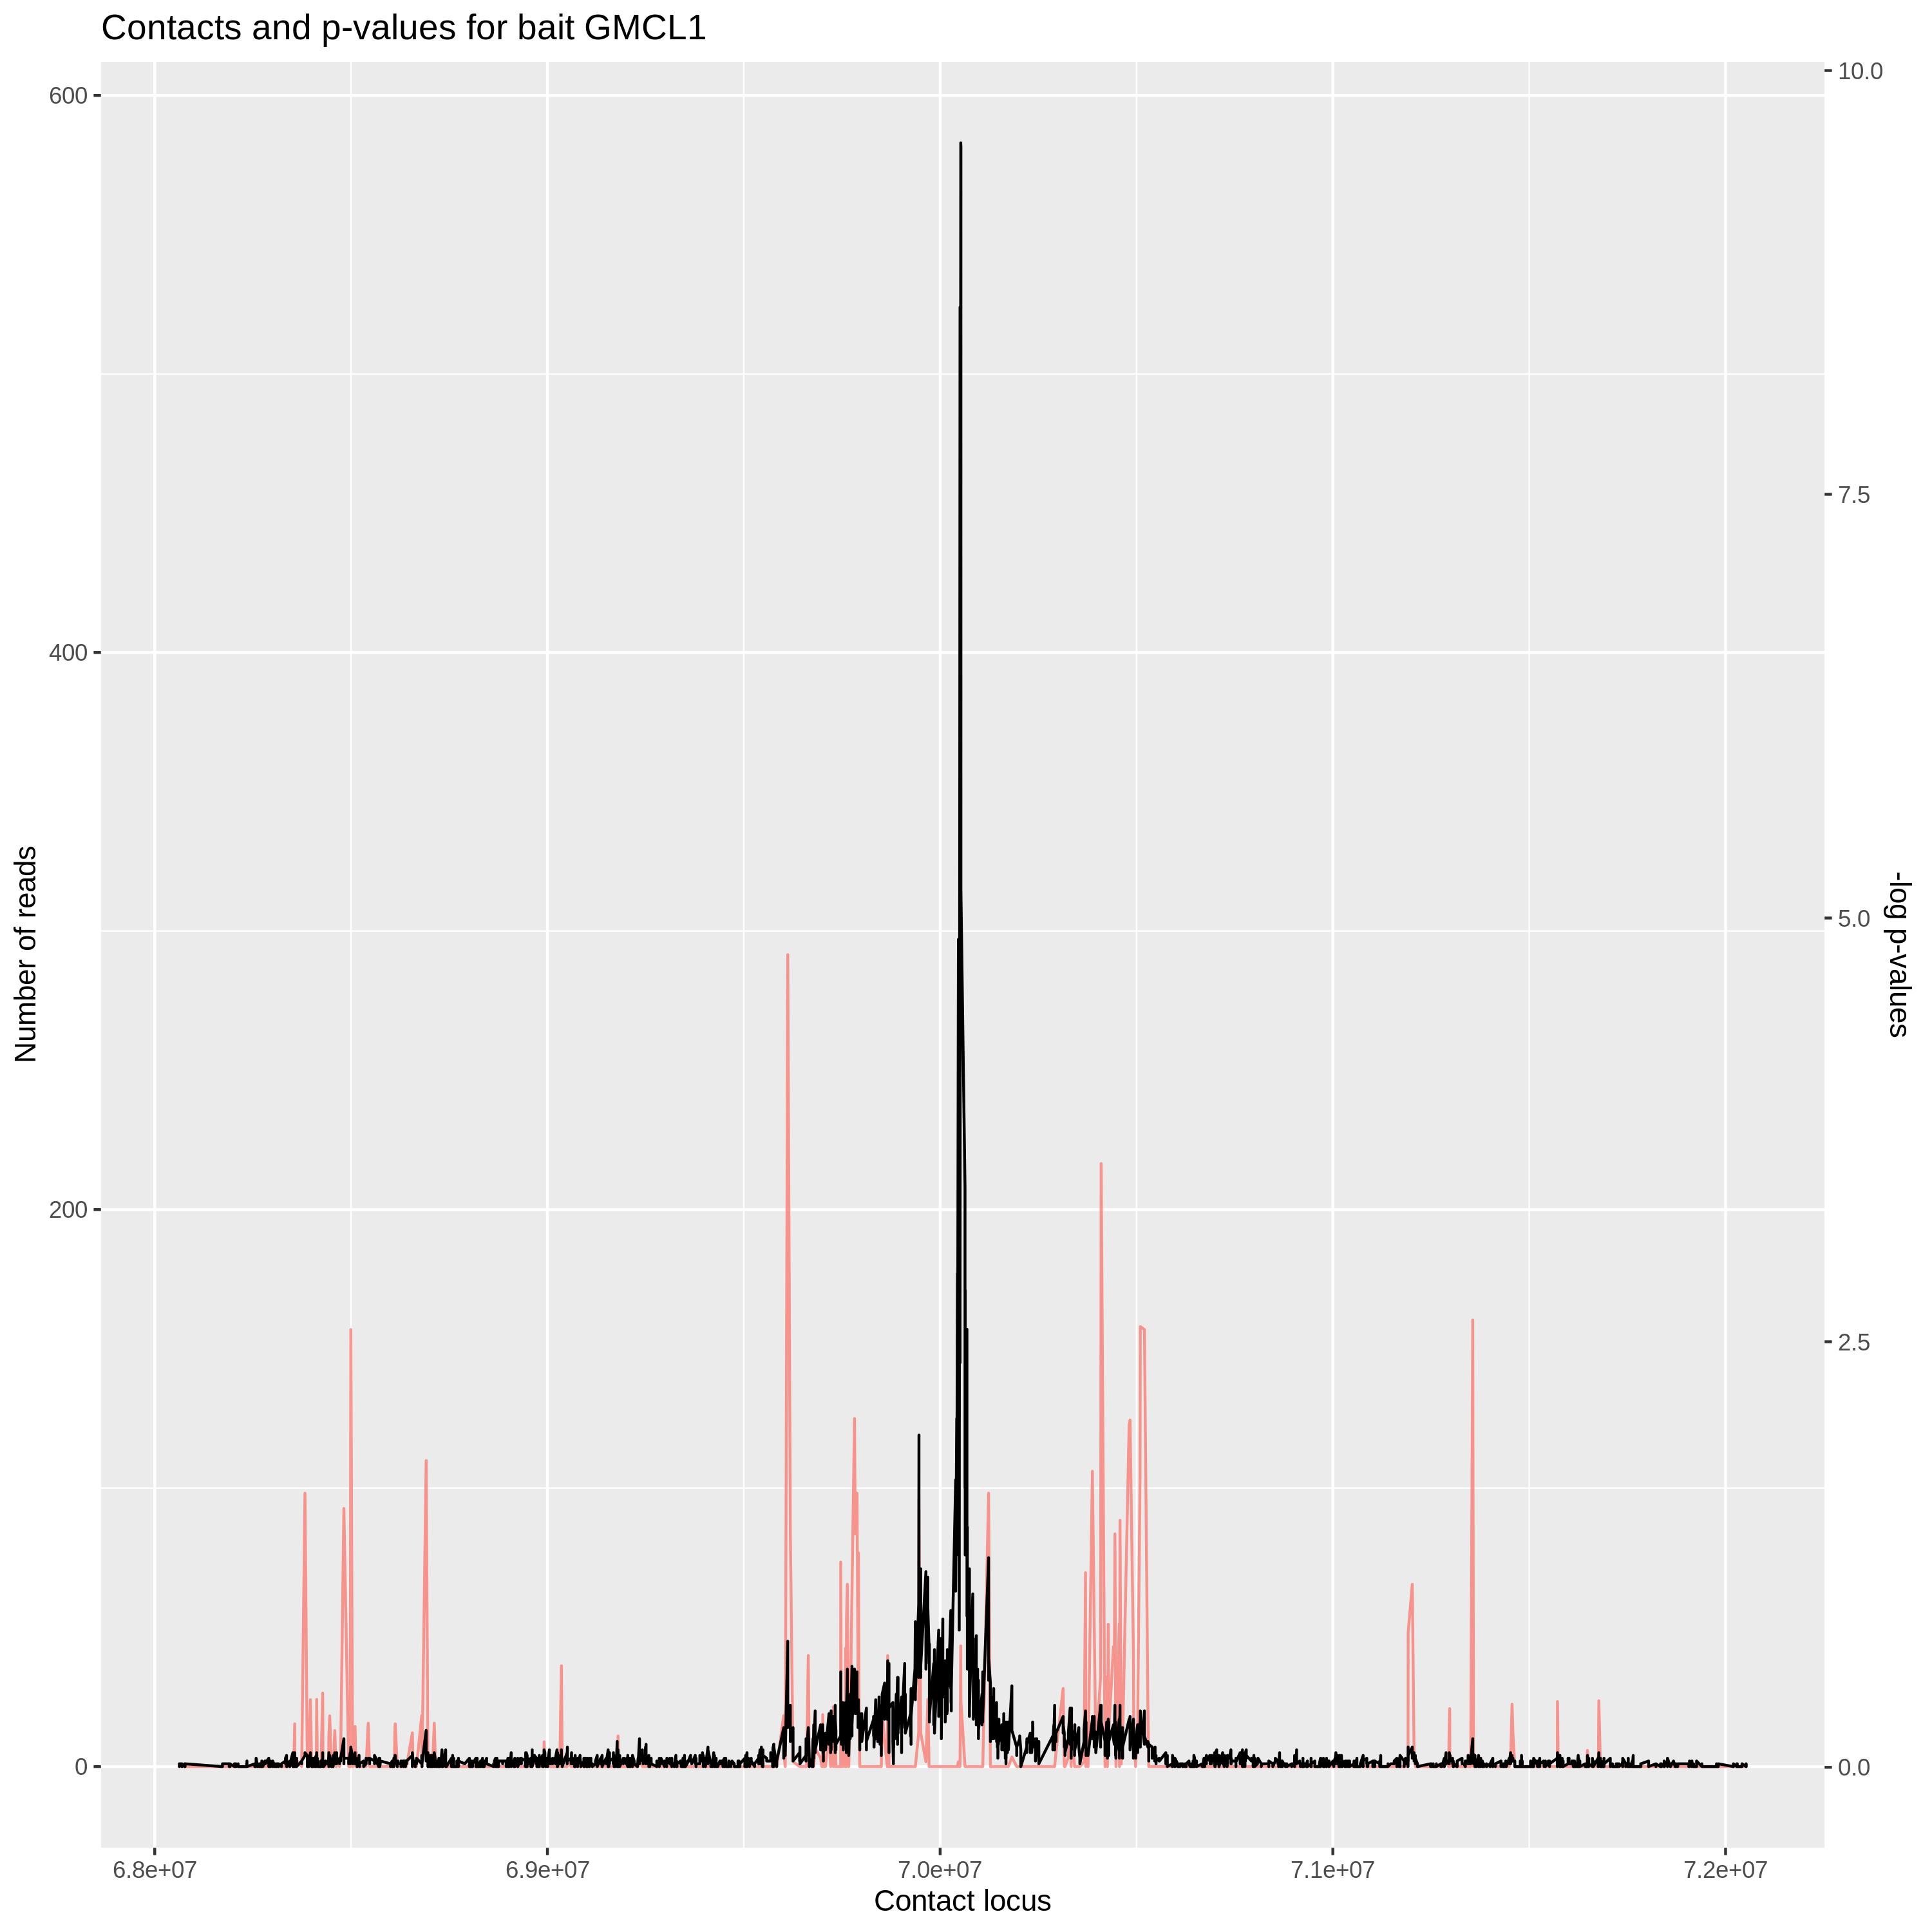 Contacts and p-values for bait GMCL1
600
400
200
0
Number of reads
10.0
7.5
5.0
2.5
0.0
-log p-values
6.8e+07
6.9e+07
7.0e+07
7.1e+07
7.2e+07
Contact locus